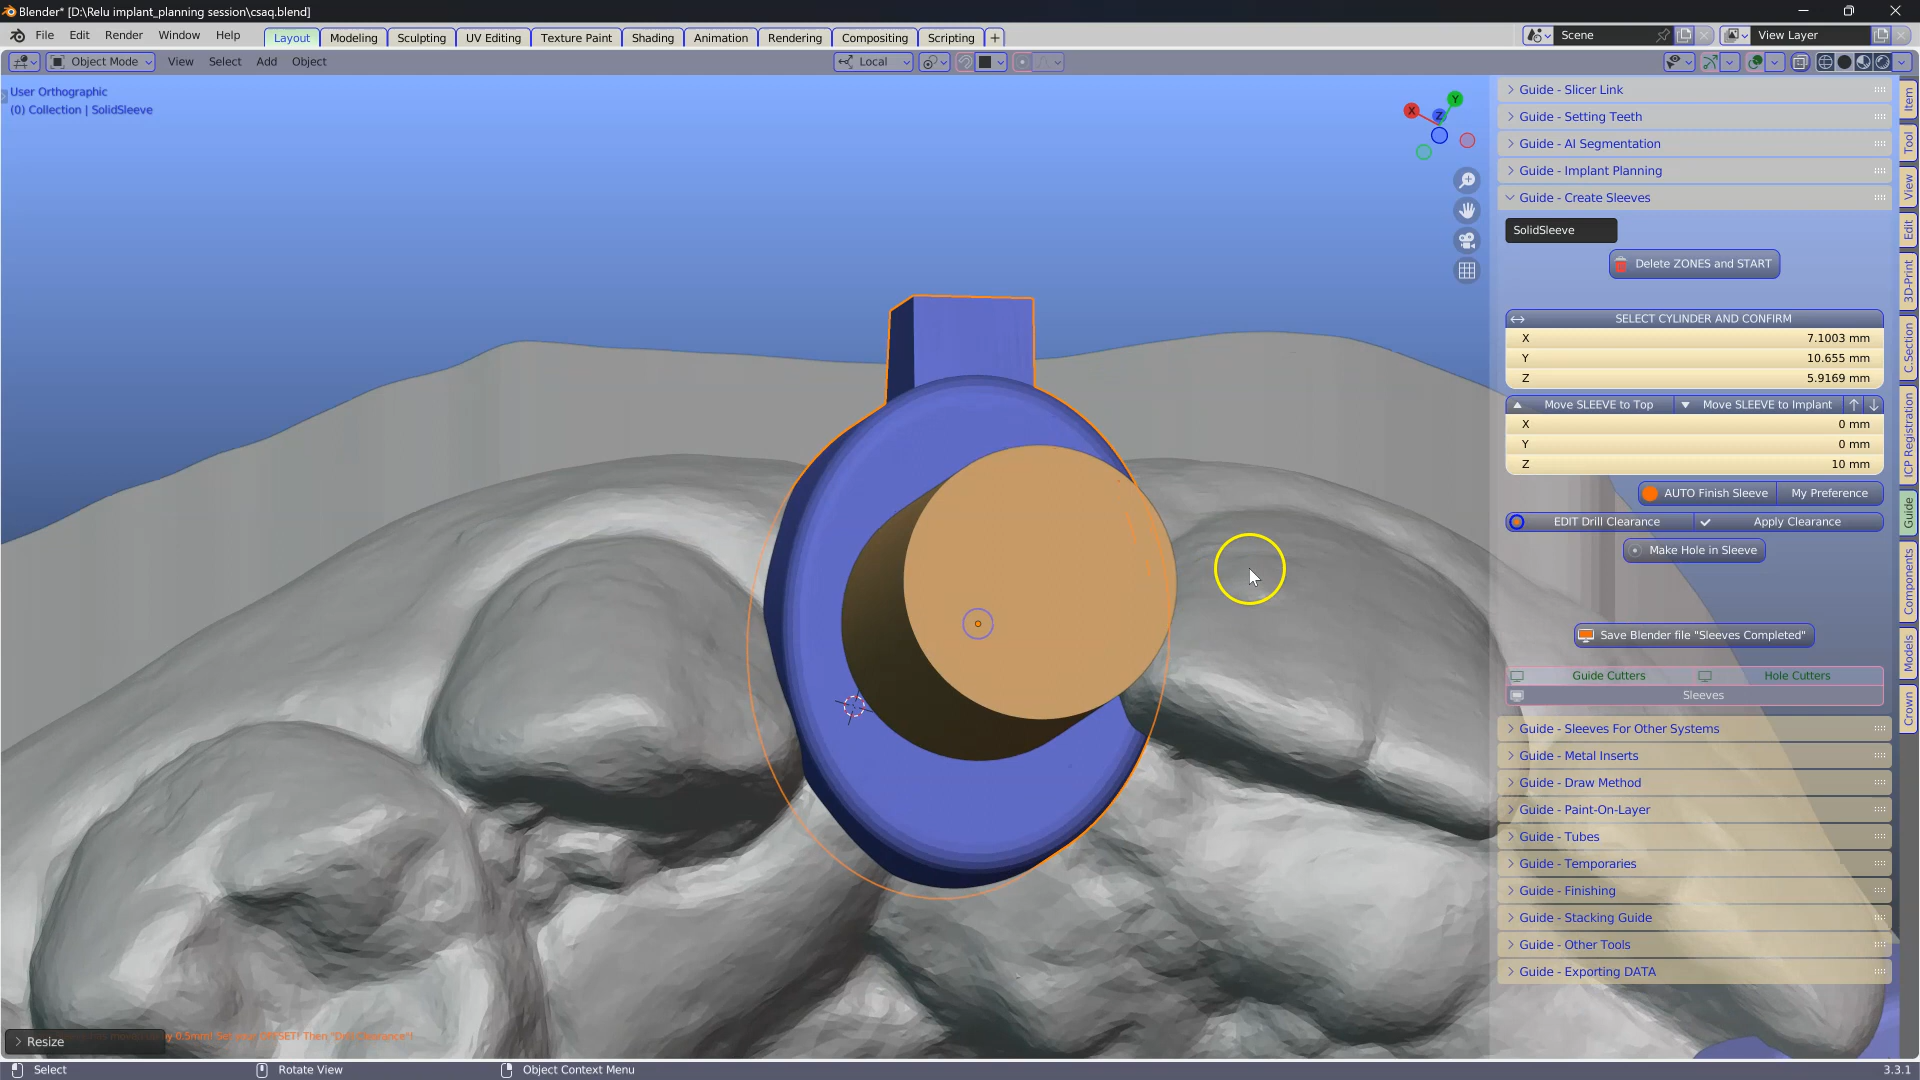 Blender* [D:\Relu implant_planning session\csaq.blend]
File Edit Render Window Help Layout Modeling Sculpting UV Editing Texture Paint Shading Animation Rendering Compositing Scripting + Scene View Layer
Object Mode View Select Add Object Local
User Orthographic
(0) Collection | SolidSleeve
X Y Z
Guide - Slicer Link
Guide - Setting Teeth
Guide - AI Segmentation
Guide - Implant Planning
Guide - Create Sleeves
SolidSleeve
Delete ZONES and START
SELECT CYLINDER AND CONFIRM
X 7.1003 mm
Y 10.655 mm
Z 5.9169 mm
Move SLEEVE to Top Move SLEEVE to Implant
X 0 mm
Y 0 mm
Z 10 mm
AUTO Finish Sleeve My Preference
EDIT Drill Clearance Apply Clearance
Make Hole in Sleeve
Save Blender file "Sleeves Completed"
Guide Cutters Hole Cutters
Sleeves
Guide - Sleeves For Other Systems
Guide - Metal Inserts
Guide - Draw Method
Guide - Paint-On-Layer
Guide - Tubes
Guide - Temporaries
Guide - Finishing
Guide - Stacking Guide
Guide - Other Tools
Guide - Exporting DATA
Item
Tool
View
Edit
3D-Print
C.Section
ICP Registration
Guide
Components
Models
Crown
Resize
by 0.5mm!
Select Rotate View Object Context Menu 3.3.1